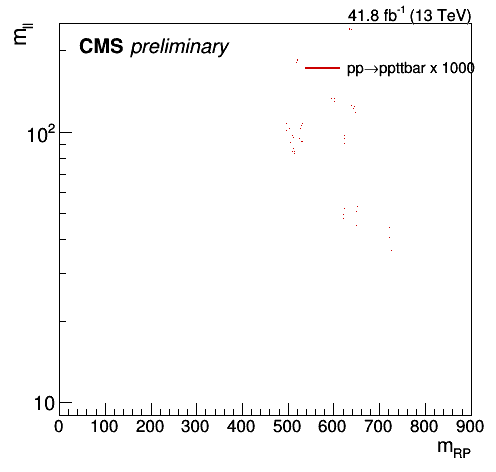 41.8 fb⁻¹ (13 TeV)
m_ll
CMS preliminary
pp→ppttbar x 1000
10²
10
0 100 200 300 400 500 600 700 800 900
m_RP